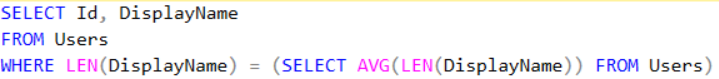 SELECT Id, DisplayName
FROM Users
WHERE LEN(DisplayName) = (SELECT AVG(LEN(DisplayName)) FROM Users)